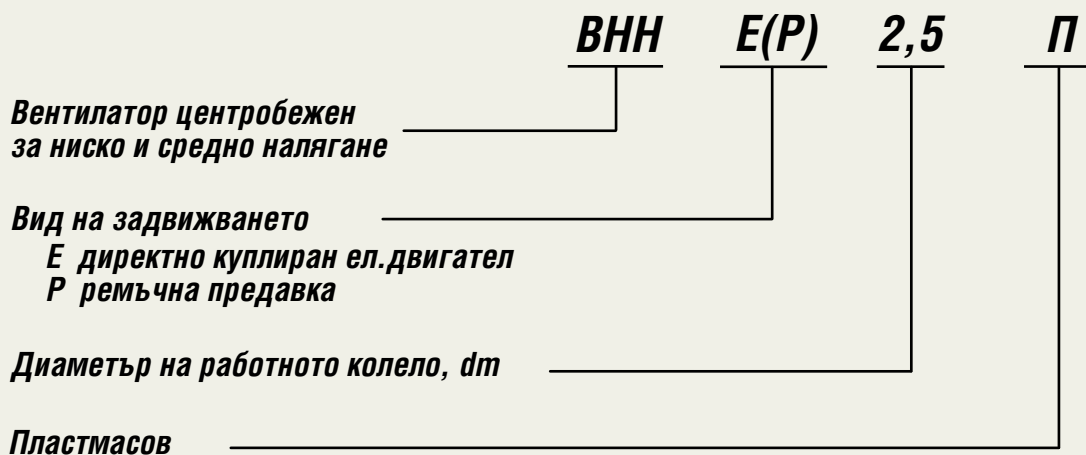 ВНН Е(Р) 2,5 П
Вентилатор центробежен
за ниско и средно налягане
Вид на задвижването
Е директно куплиран ел.двигател
Р ремъчна предавка
Диаметър на работното колело, dm
Пластмасов